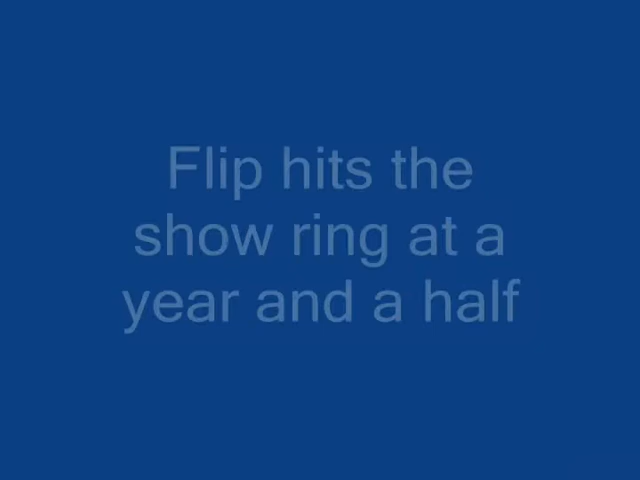 Flip hits the
show ring at a
year and a half